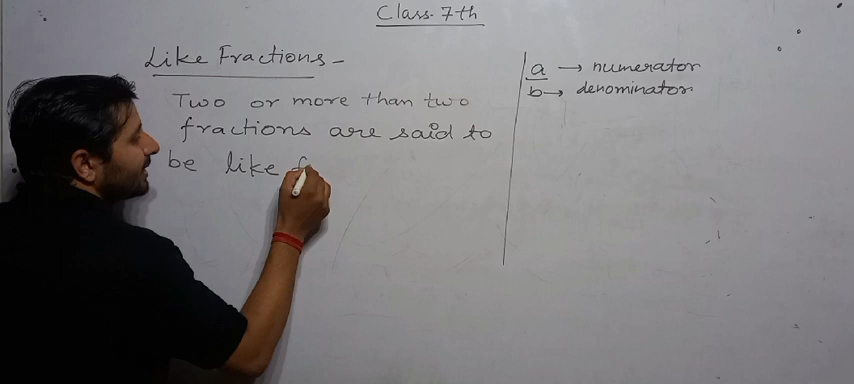 Class-7th
Like Fractions -
Two or more than two
fractions are said to
be like f
a → numerator
b → denominator